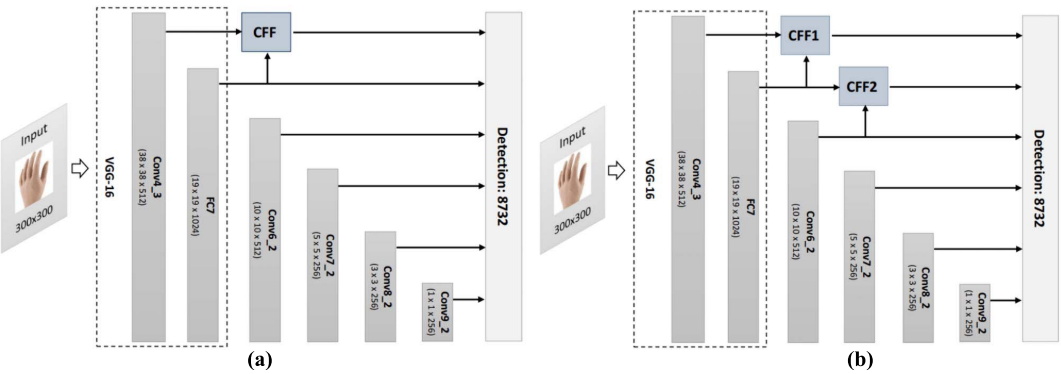 Input
300x300
VGG-16
Conv4_3
(38 x 38 x 512)
FC7
(19 x 19 x 1024)
Conv6_2
(10 x 10 x 512)
Conv7_2
(5 x 5 x 256)
Conv8_2
(3 x 3 x 256)
Conv9_2
(1 x 1 x 256)
CFF
Detection: 8732
(a)
Input
300x300
VGG-16
Conv4_3
(38 x 38 x 512)
FC7
(19 x 19 x 1024)
Conv6_2
(10 x 10 x 512)
Conv7_2
(5 x 5 x 256)
Conv8_2
(3 x 3 x 256)
Conv9_2
(1 x 1 x 256)
CFF1
CFF2
Detection: 8732
(b)